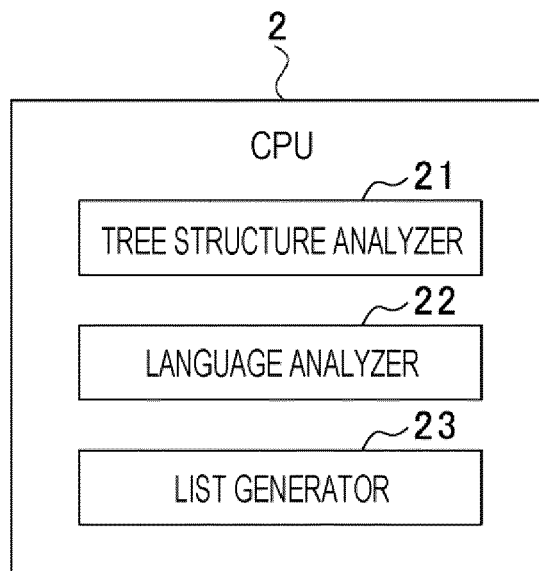 2
CPU
21
TREE STRUCTURE ANALYZER
22
LANGUAGE ANALYZER
23
LIST GENERATOR